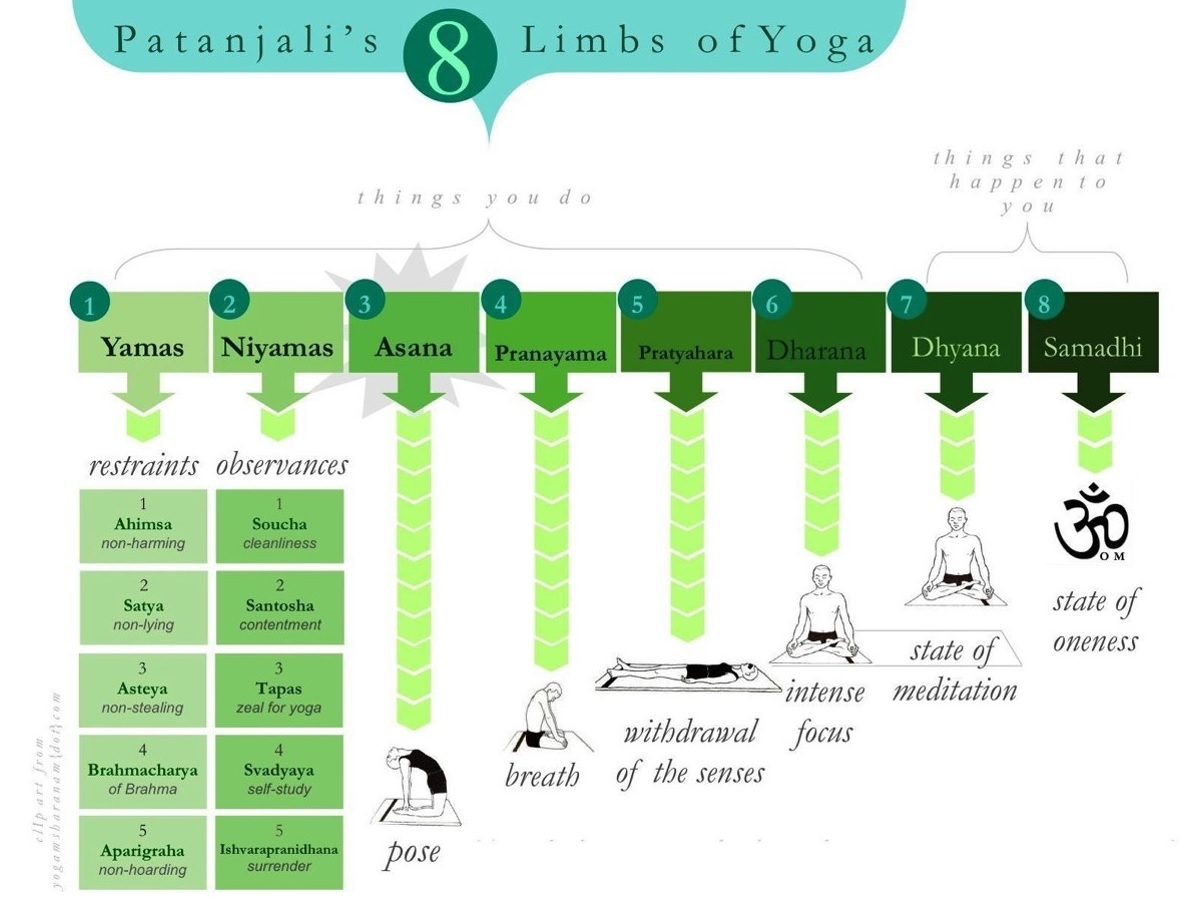 Patanjali's 8 Limbs of Yoga
things you do
things that
happen to
you
1
Yamas
2
Niyamas
3
Asana
4
Pranayama
5
Pratyahara
6
Dharana
7
Dhyana
8
Samadhi
restraints
1
Ahimsa
non-harming
2
Satya
non-lying
3
Asteya
non-stealing
4
Brahmacharya
of Brahma
5
Aparigraha
non-hoarding
observances
1
Soucha
cleanliness
2
Santosha
contentment
3
Tapas
zeal for yoga
4
Svadyaya
self-study
5
Ishvarapranidhana
surrender
pose
breath
withdrawal
of the senses
intense
focus
state of
meditation
ॐ
OM
state of
oneness
clip art from
yogamsharanam{dot}com